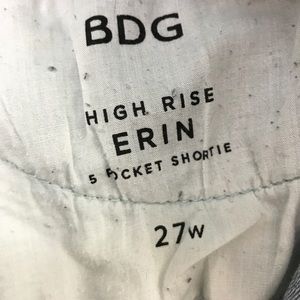 BDG
HIGH RISE
ERIN
5 POCKET SHORTIE
27W